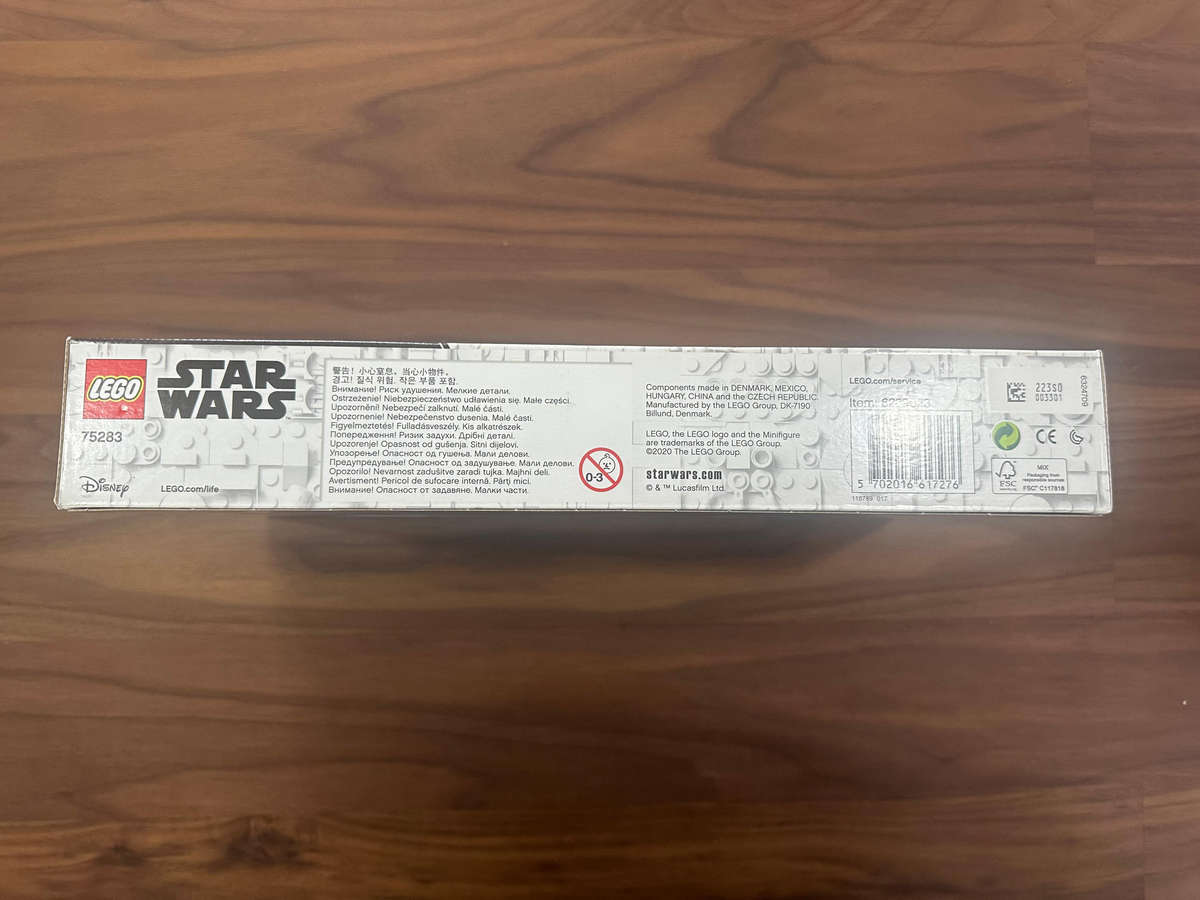 LEGO
STAR
WARS
75283
Disney
LEGO.com/life
警告！小心窒息，当心小物件。
경고! 질식 위험. 작은 부품 포함.
Внимание! Риск удушения. Мелкие детали.
Ostrzeżenie! Niebezpieczeństwo udławienia się. Małe części.
Upozornění! Nebezpečí zalknutí. Malé části.
Upozornenie! Nebezpečenstvo dusenia. Malé časti.
Figyelmeztetés! Fulladásveszély. Kis alkatrészek.
Попередження! Ризик задухи. Дрібні деталі.
Upozorenje! Opasnost od gušenja. Sitni dijelovi.
Упозорење! Опасност од гушења. Мали делови.
Предупредување! Опасност од задушување. Мали делови.
Opozorilo! Nevarnost zadušitve zaradi tujka. Majhni deli.
Avertisment! Pericol de sufocare internă. Părți mici.
Внимание! Опасност от задавяне. Малки части.
0-3
Components made in DENMARK, MEXICO,
HUNGARY, CHINA and the CZECH REPUBLIC.
Manufactured by the LEGO Group, DK-7190
Billund, Denmark.
LEGO, the LEGO logo and the Minifigure
are trademarks of the LEGO Group.
©2020 The LEGO Group.
starwars.com
© & ™ Lucasfilm Ltd.
LEGO.com/service
Item:
5 702016 617276
118789 017
223S0
003301
6324709
CE
FSC
MIX
Packaging from
responsible sources
FSC® C117818